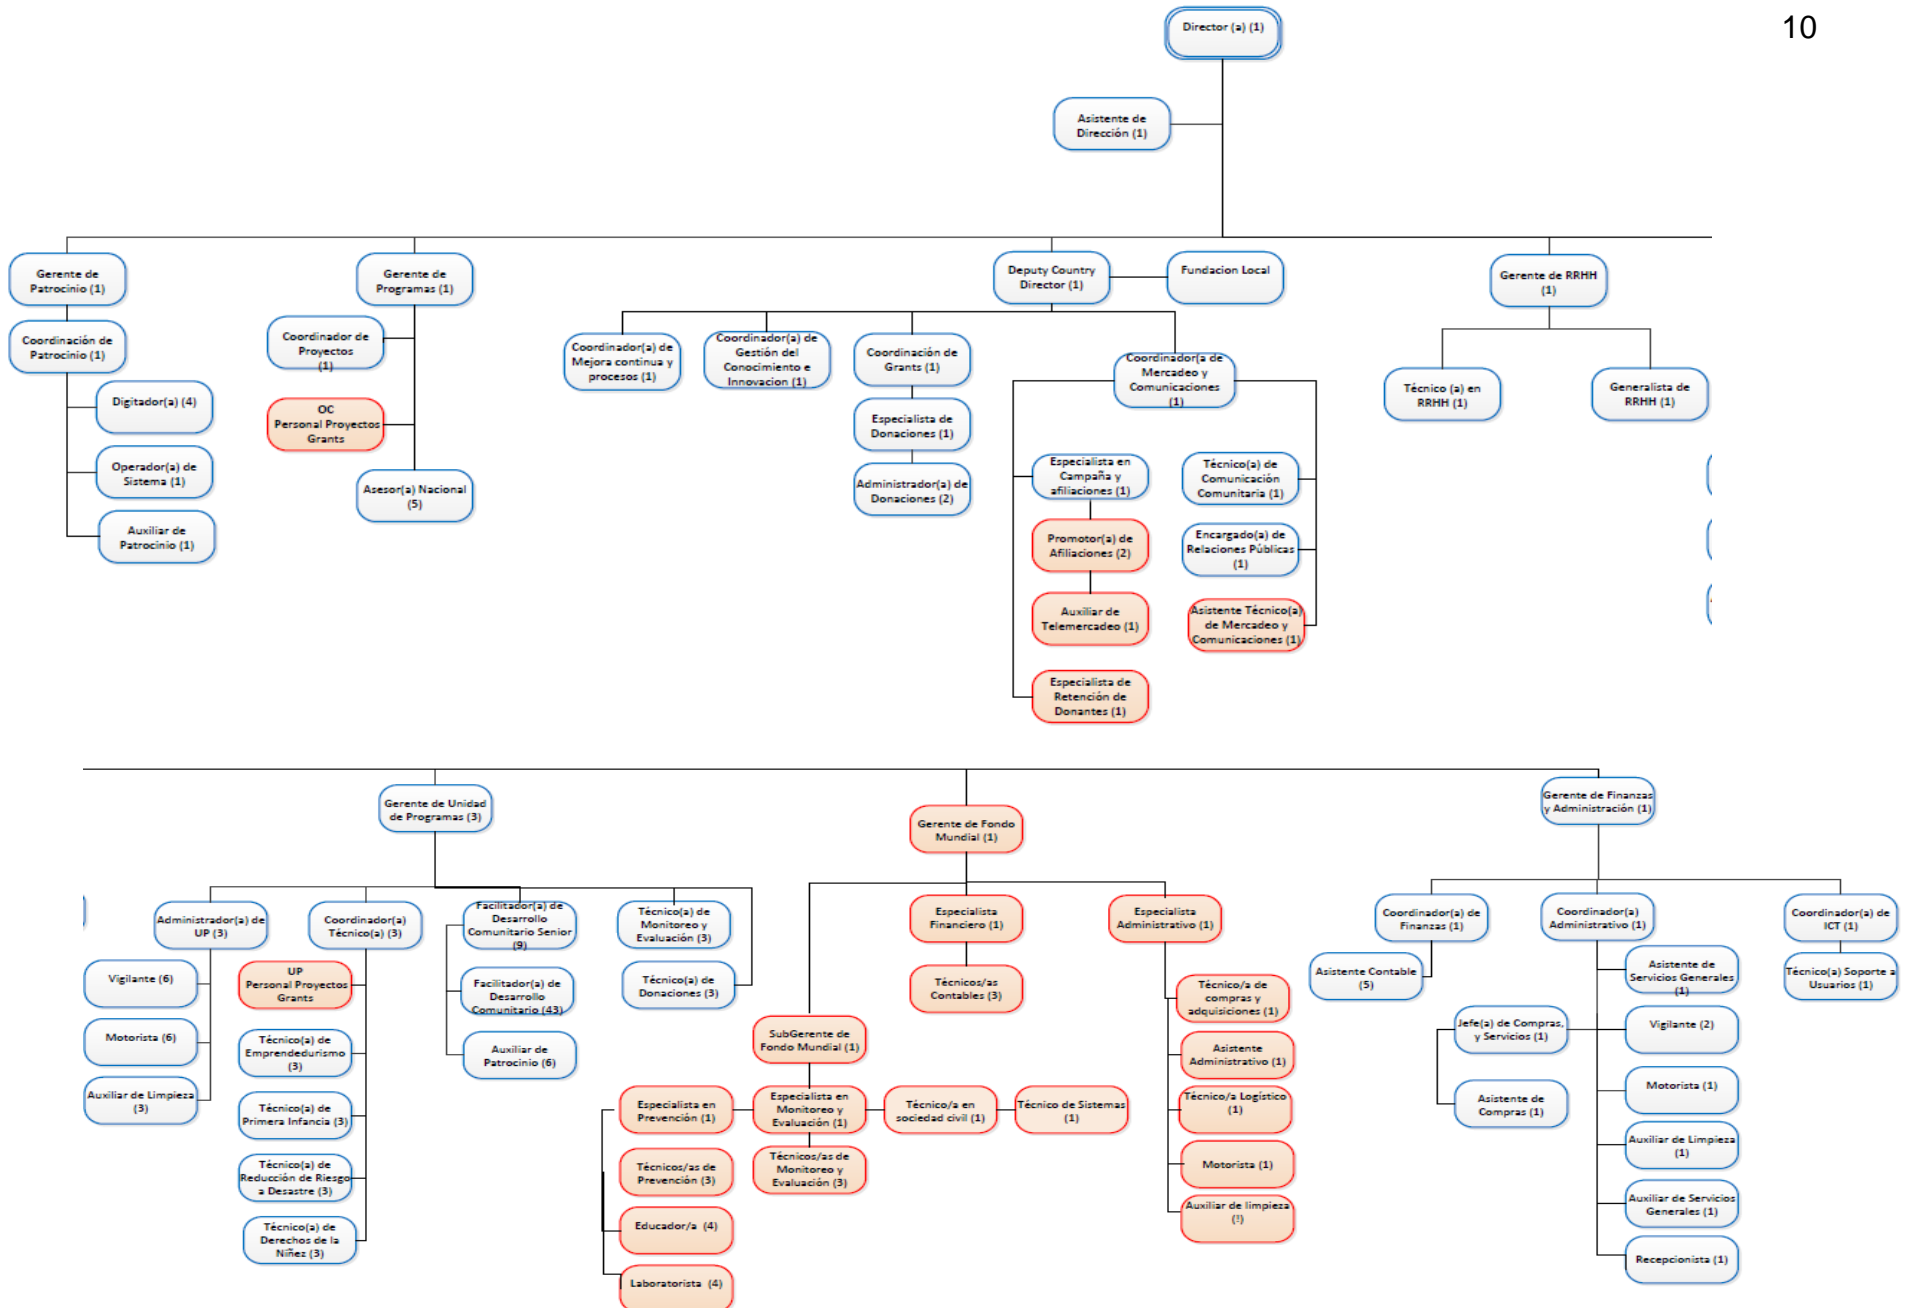 10
Director (a) (1)
Asistente de
Dirección (1)
Gerente de
Patrocinio (1)
Coordinación de
Patrocinio (1)
Digitador(a) (4)
Operador(a) de
Sistema (1)
Auxiliar de
Patrocinio (1)
Gerente de
Programas (1)
Coordinador de
Proyectos
(1)
OC
Personal Proyectos
Grants
Asesor(a) Nacional
(5)
Deputy Country
Director (1)
Fundacion Local
Coordinador(a) de
Mejora continua y
procesos (1)
Coordinador(a) de
Gestión del
Conocimiento e
Innovacion (1)
Coordinación de
Grants (1)
Especialista de
Donaciones (1)
Administrador(a) de
Donaciones (2)
Coordinador(a de
Mercadeo y
Comunicaciones
(1)
Especialista en
Campaña y
afiliaciones (1)
Promotor(a) de
Afiliaciones (2)
Auxiliar de
Telemercadeo (1)
Especialista de
Retención de
Donantes (1)
Técnico(a) de
Comunicación
Comunitaria (1)
Encargado(a) de
Relaciones Públicas
(1)
Asistente Técnico(a)
de Mercadeo y
Comunicaciones (1)
Gerente de RRHH
(1)
Técnico (a) en
RRHH (1)
Generalista de
RRHH (1)
Gerente de Unidad
de Programas (3)
Administrador(a) de
UP (3)
Vigilante (6)
Motorista (6)
Auxiliar de Limpieza
(3)
Coordinador(a)
Técnico(a) (3)
UP
Personal Proyectos
Grants
Técnico(a) de
Emprendedurismo
(3)
Técnico(a) de
Primera Infancia (3)
Técnico(a) de
Reducción de Riesgo
a Desastre (3)
Técnico(a) de
Derechos de la
Niñez (3)
Facilitador(a) de
Desarrollo
Comunitario Senior
(9)
Facilitador(a) de
Desarrollo
Comunitario (43)
Auxiliar de
Patrocinio (6)
Técnico(a) de
Monitoreo y
Evaluación (3)
Técnico(a) de
Donaciones (3)
Gerente de Fondo
Mundial (1)
SubGerente de
Fondo Mundial (1)
Especialista en
Prevención (1)
Técnicos/as de
Prevención (3)
Educador/a (4)
Laboratorista (4)
Especialista en
Monitoreo y
Evaluación (1)
Técnicos/as de
Monitoreo y
Evaluación (3)
Técnico/a en
sociedad civil (1)
Técnico de Sistemas
(1)
Especialista
Financiero (1)
Técnicos/as
Contables (3)
Especialista
Administrativo (1)
Técnico/a de
compras y
adquisiciones (1)
Asistente
Administrativo (1)
Técnico/a Logístico
(1)
Motorista (1)
Auxiliar de limpieza
(!)
Gerente de Finanzas
y Administración (1)
Coordinador(a) de
Finanzas (1)
Asistente Contable
(5)
Coordinador(a)
Administrativo (1)
Jefe(a) de Compras,
y Servicios (1)
Asistente de
Compras (1)
Asistente de
Servicios Generales
(1)
Vigilante (2)
Motorista (1)
Auxiliar de Limpieza
(1)
Auxiliar de Servicios
Generales (1)
Recepcionista (1)
Coordinador(a) de
ICT (1)
Técnico(a) Soporte a
Usuarios (1)